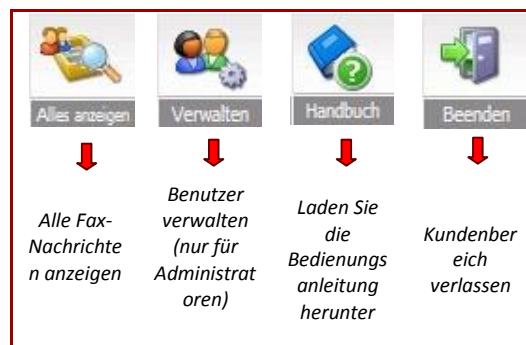 Alles anzeigen
Verwalten
Handbuch
Beenden
Alle Fax-
Nachrichte
n anzeigen
Benutzer
verwalten
(nur für
Administrat
oren)
Laden Sie
die
Bedienungs
anleitung
herunter
Kundenber
eich
verlassen